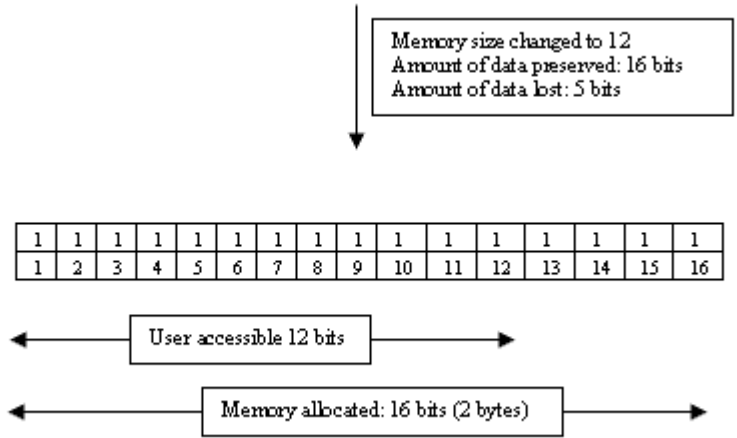 Memory size changed to 12
Amount of data preserved: 16 bits
Amount of data lost: 5 bits
1 1 1 1 1 1 1 1 1 1 1 1 1 1 1 1
1 2 3 4 5 6 7 8 9 10 11 12 13 14 15 16
User accessible 12 bits
Memory allocated: 16 bits (2 bytes)